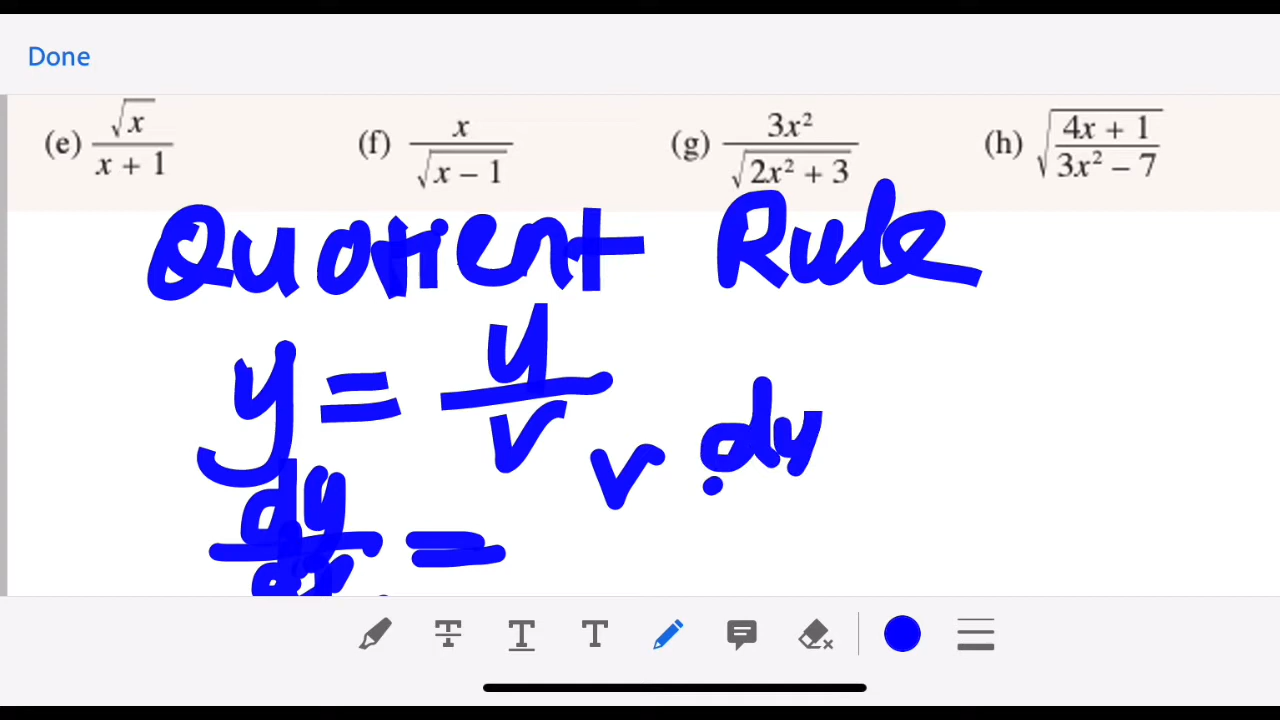 Done
(e) √x/(x + 1) (f) x/√(x − 1) (g) 3x²/√(2x² + 3) (h) √((4x + 1)/(3x² − 7))
Quotient Rule
y = u/v
v du
dy/dx =
T T T